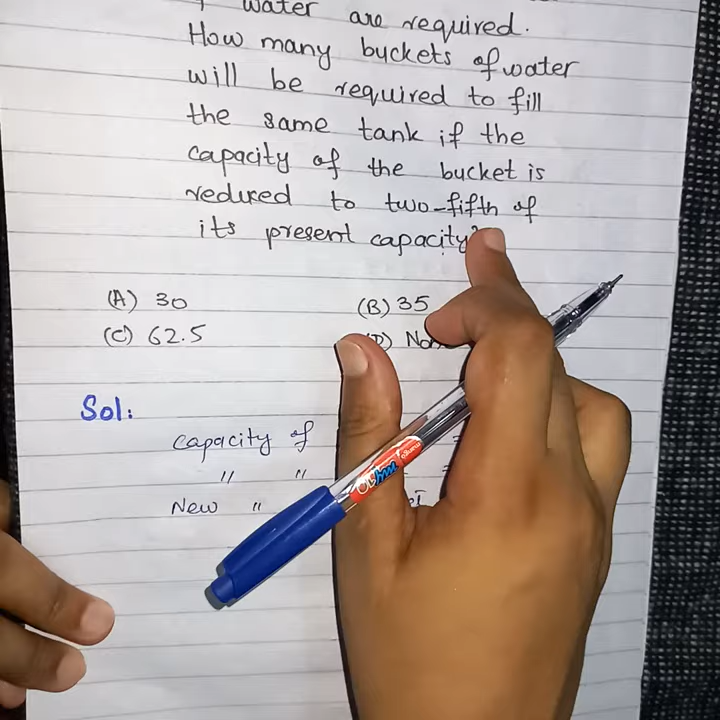 water are required.
How many buckets of water
will be required to fill
the same tank if the
capacity of the bucket is
reduced to two-fifth of
its present capacity?
(A) 30 (B) 35
(C) 62.5 (D)
Sol:
Capacity of =
" "
New "